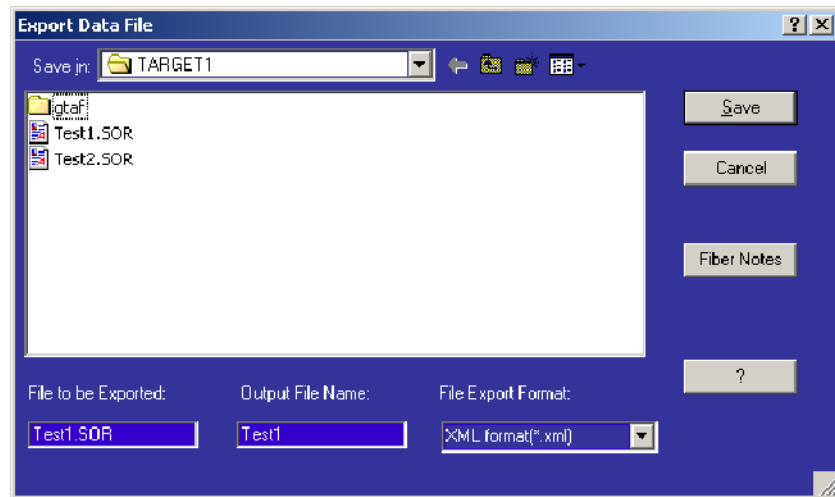 Export Data File
Save in: TARGET1
gtaf
Test1.SOR
Test2.SOR
Save
Cancel
Fiber Notes
?
File to be Exported: Output File Name: File Export Format:
Test1.SOR Test1 XML format(*.xml)